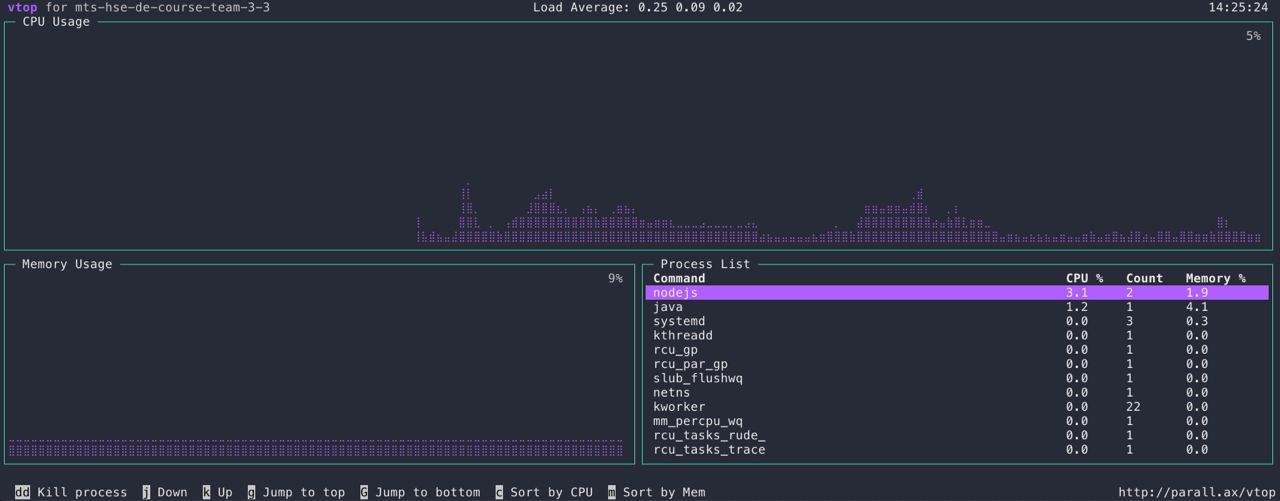 vtop for mts-hse-de-course-team-3-3 Load Average: 0.25 0.09 0.02 14:25:24
CPU Usage
5%
Memory Usage
9%
Process List
Command CPU % Count Memory %
nodejs 3.1 2 1.9
java 1.2 1 4.1
systemd 0.0 3 0.3
kthreadd 0.0 1 0.0
rcu_gp 0.0 1 0.0
rcu_par_gp 0.0 1 0.0
slub_flushwq 0.0 1 0.0
netns 0.0 1 0.0
kworker 0.0 22 0.0
mm_percpu_wq 0.0 1 0.0
rcu_tasks_rude_ 0.0 1 0.0
rcu_tasks_trace 0.0 1 0.0
dd Kill process j Down k Up g Jump to top G Jump to bottom c Sort by CPU m Sort by Mem http://parall.ax/vtop